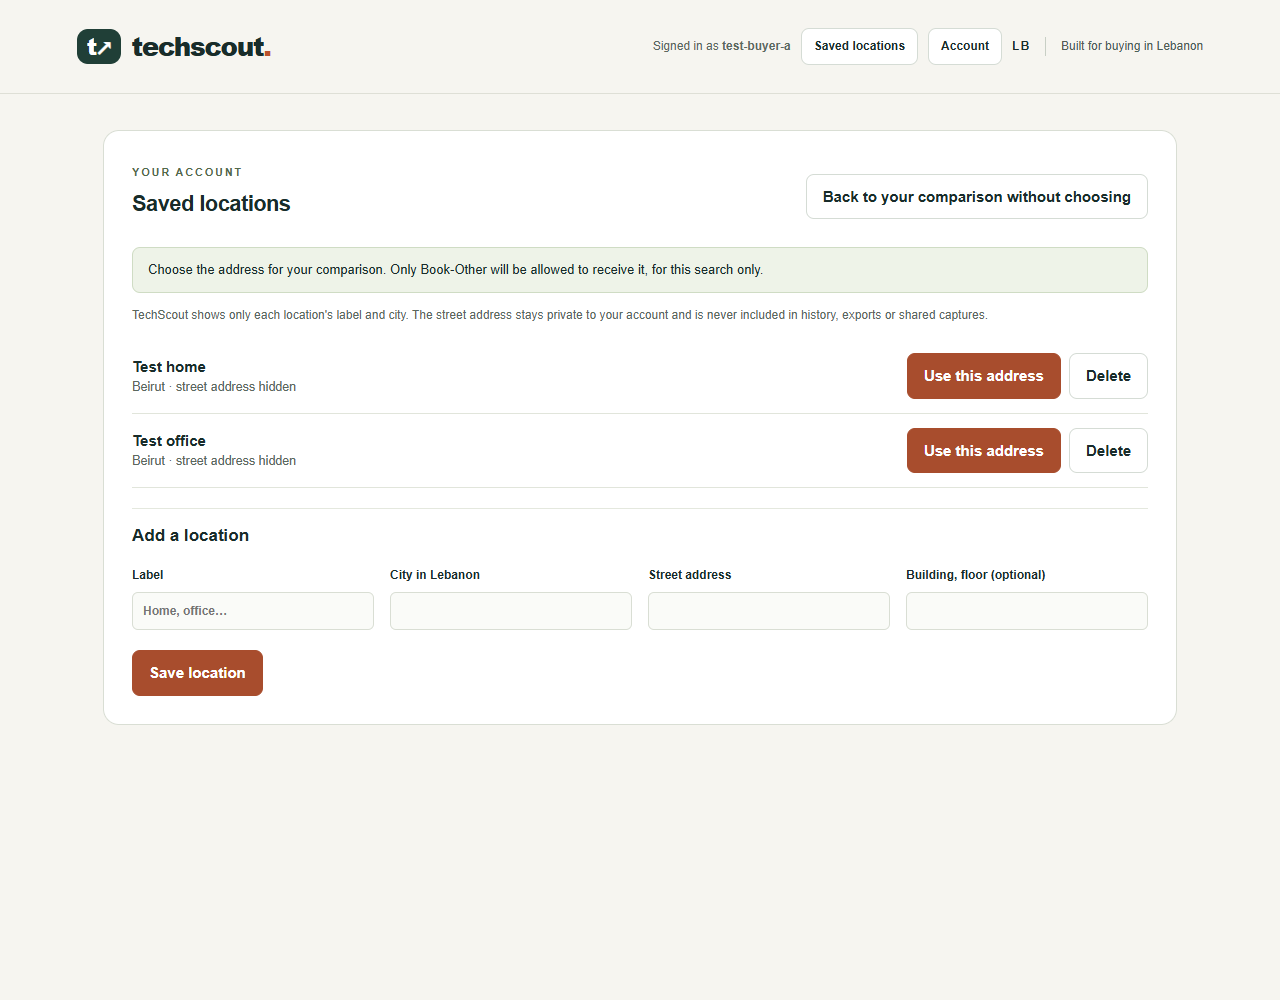 t↗ techscout.
Signed in as test-buyer-a
Saved locations
Account
LB
Built for buying in Lebanon
YOUR ACCOUNT
Saved locations
Back to your comparison without choosing
Choose the address for your comparison. Only Book-Other will be allowed to receive it, for this search only.
TechScout shows only each location's label and city. The street address stays private to your account and is never included in history, exports or shared captures.
Test home
Beirut · street address hidden
Use this address
Delete
Test office
Beirut · street address hidden
Use this address
Delete
Add a location
Label
City in Lebanon
Street address
Building, floor (optional)
Home, office...
Save location